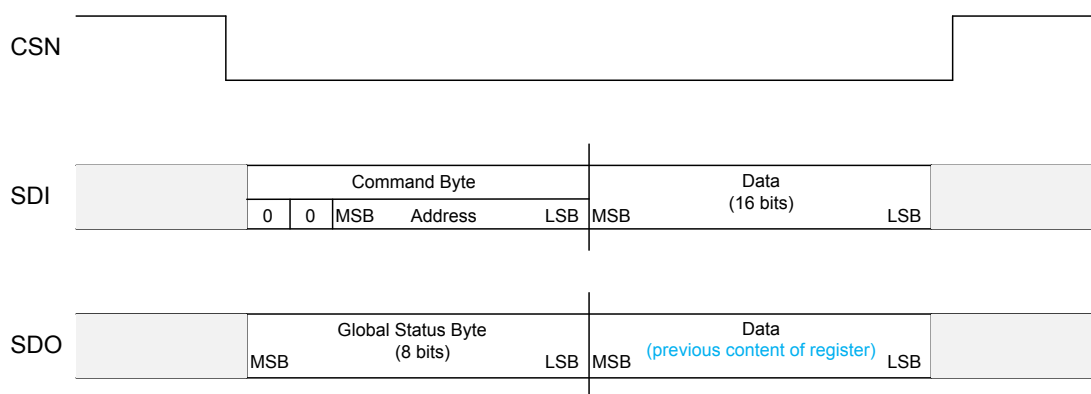 CSN
SDI
Command Byte
0 0 MSB Address LSB
Data
(16 bits)
MSB LSB
SDO
Global Status Byte
(8 bits)
MSB LSB
Data
(previous content of register)
MSB LSB